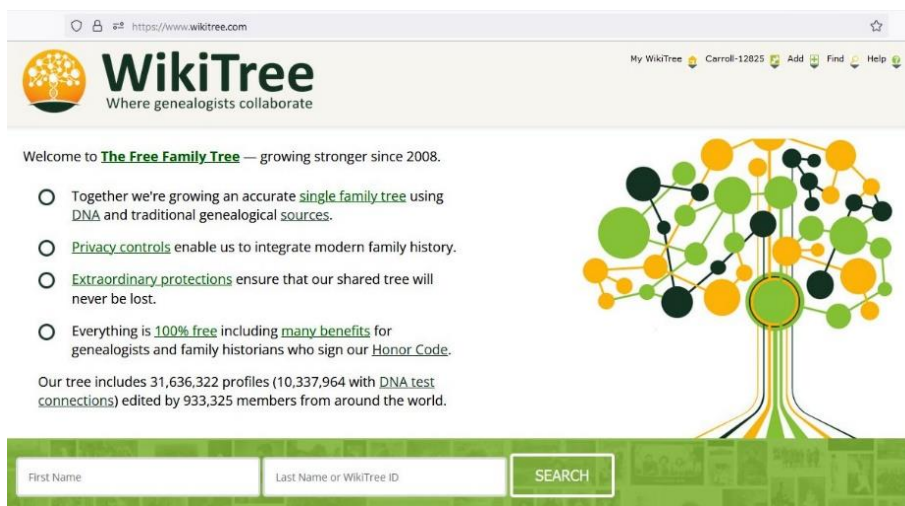 https://www.wikitree.com
WikiTree
Where genealogists collaborate
My WikiTree Carroll-12825 Add Find Help
Welcome to The Free Family Tree — growing stronger since 2008.
Together we're growing an accurate single family tree using
DNA and traditional genealogical sources.
Privacy controls enable us to integrate modern family history.
Extraordinary protections ensure that our shared tree will
never be lost.
Everything is 100% free including many benefits for
genealogists and family historians who sign our Honor Code.
Our tree includes 31,636,322 profiles (10,337,964 with DNA test
connections) edited by 933,325 members from around the world.
First Name
Last Name or WikiTree ID
SEARCH